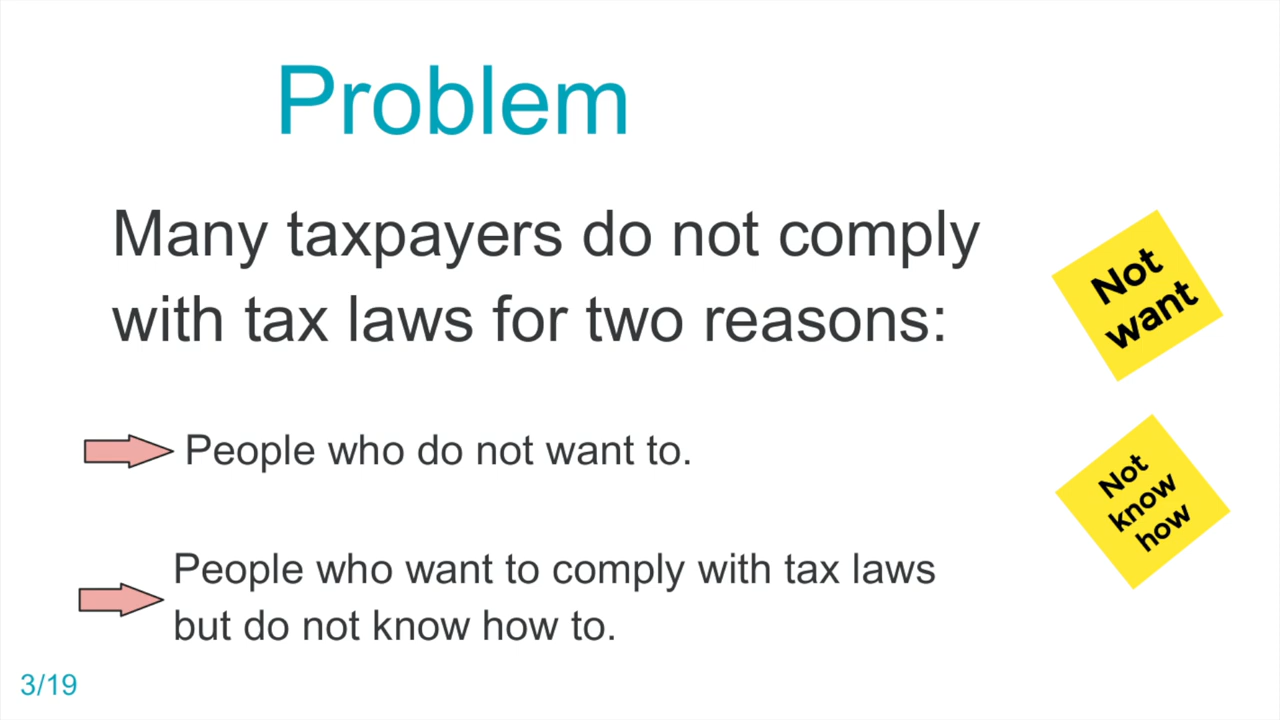 Problem
Many taxpayers do not comply
with tax laws for two reasons:
Not
want
People who do not want to.
Not
know
how
People who want to comply with tax laws
but do not know how to.
3/19